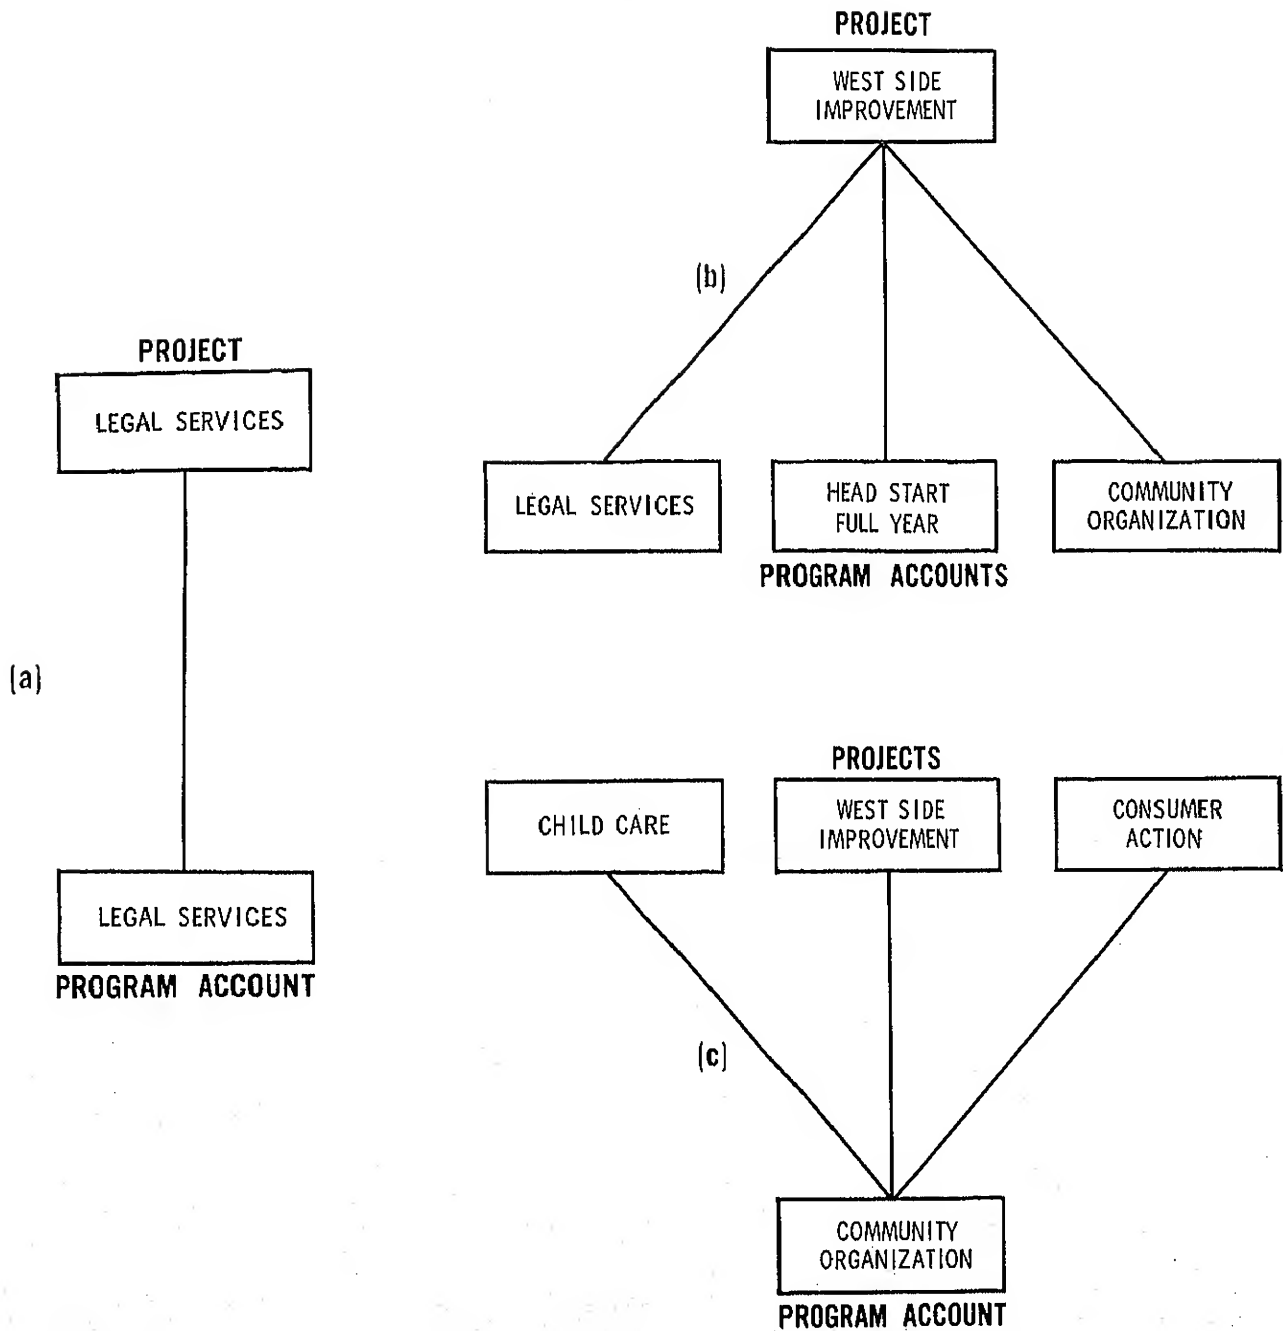 PROJECT
LEGAL SERVICES
(a)
LEGAL SERVICES
PROGRAM ACCOUNT
PROJECT
WEST SIDE
IMPROVEMENT
(b)
LEGAL SERVICES
HEAD START
FULL YEAR
COMMUNITY
ORGANIZATION
PROGRAM ACCOUNTS
PROJECTS
CHILD CARE
WEST SIDE
IMPROVEMENT
CONSUMER
ACTION
(c)
COMMUNITY
ORGANIZATION
PROGRAM ACCOUNT